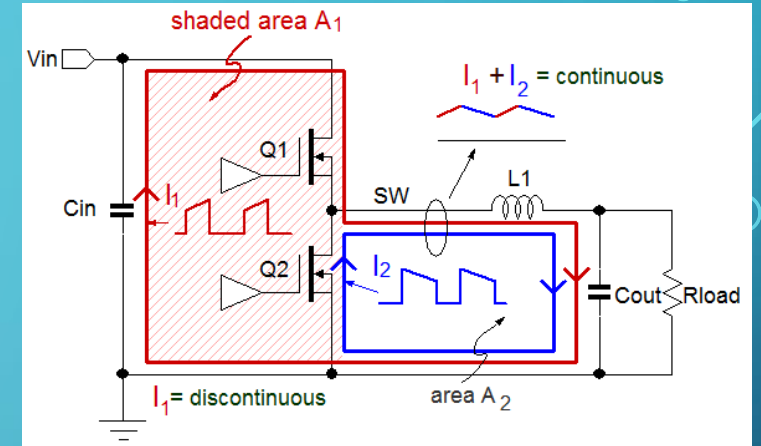 shaded area A1
Vin
I1 + I2 = continuous
Q1
SW
L1
Cin
I1
Q2
I2
Cout
Rload
I1= discontinuous
area A 2